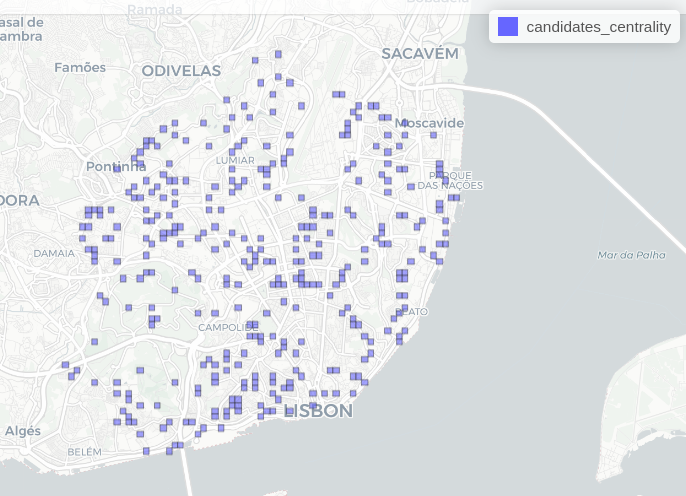 Ramada
candidates_centrality
asal de
ambra
SACAVÉM
Famões
ODIVELAS
Moscavide
LUMIAR
Pontinha
PARQUE
DAS NAÇÕES
DORA
DAMAIA
Mar da Palha
BEATO
CAMPOLIDE
LISBON
Algés
BELÉM